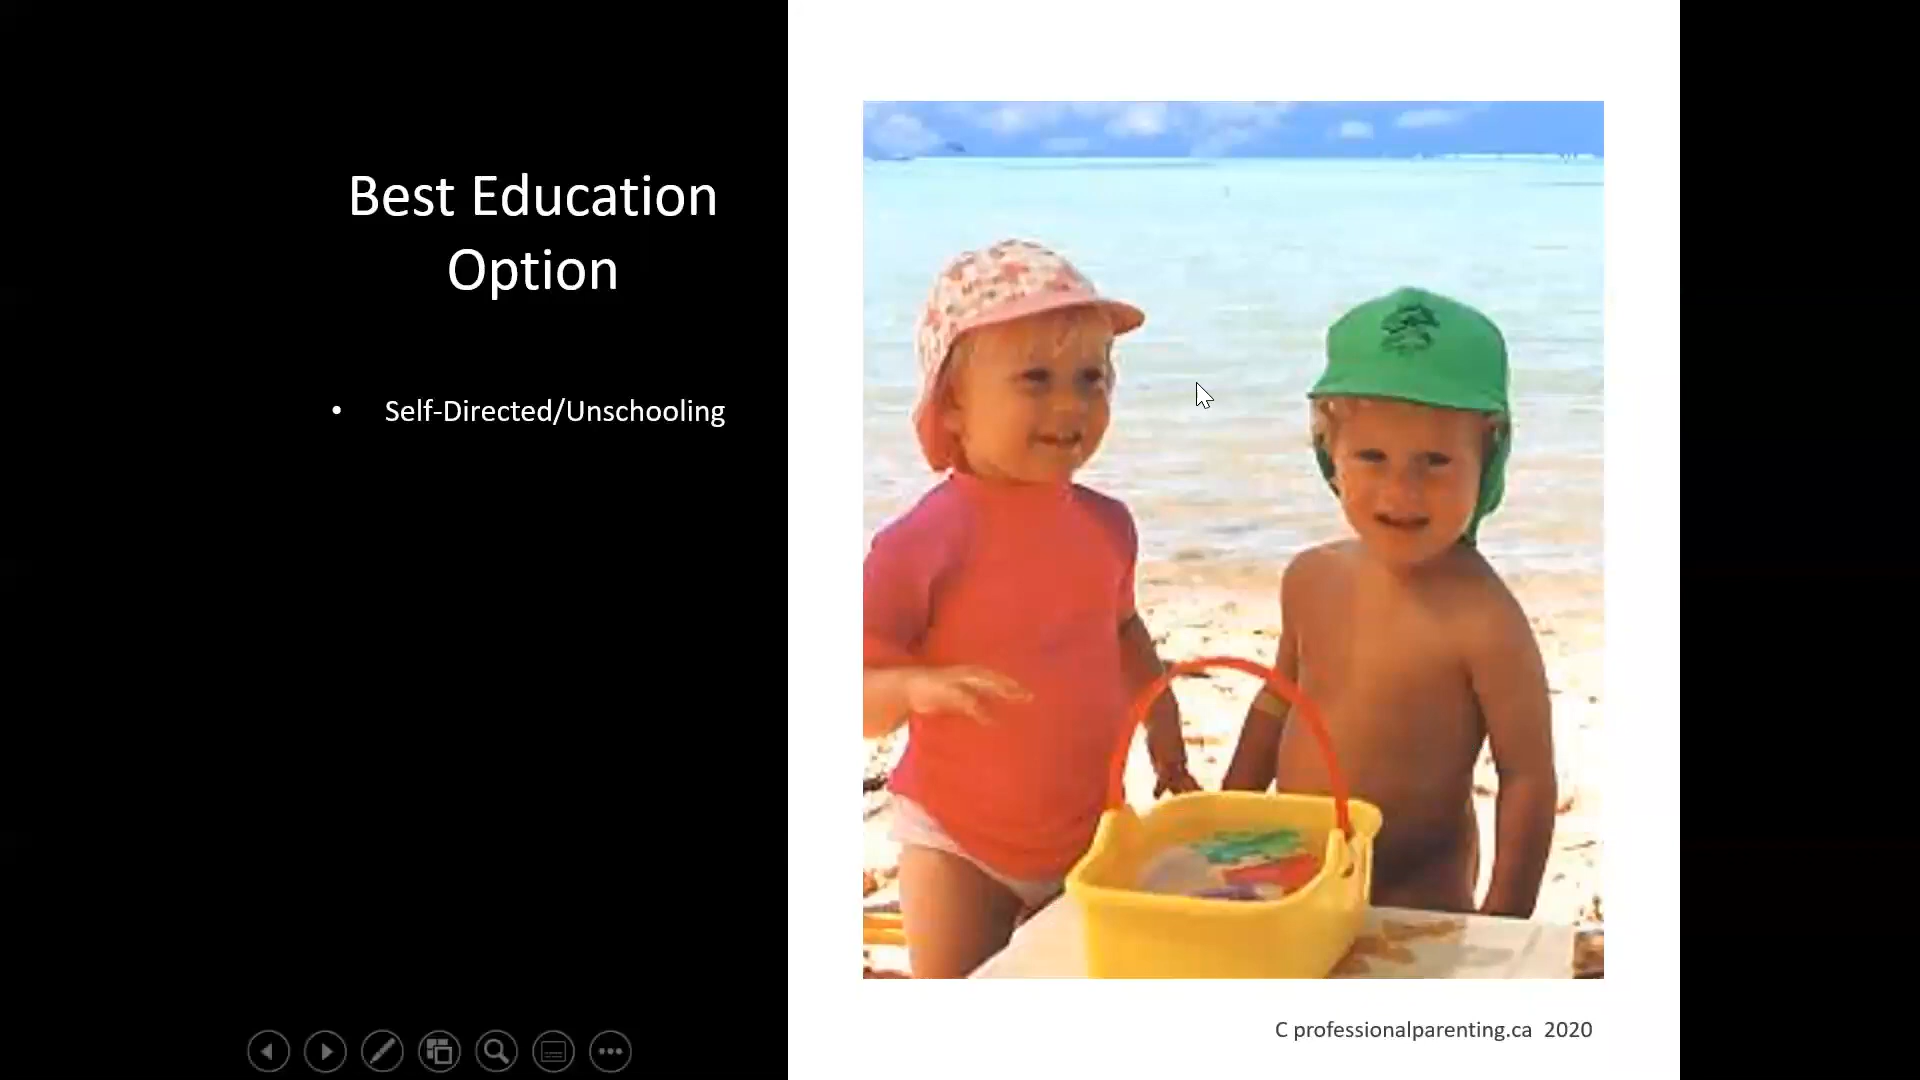 Best Education
Option
• Self-Directed/Unschooling
C professionalparenting.ca 2020